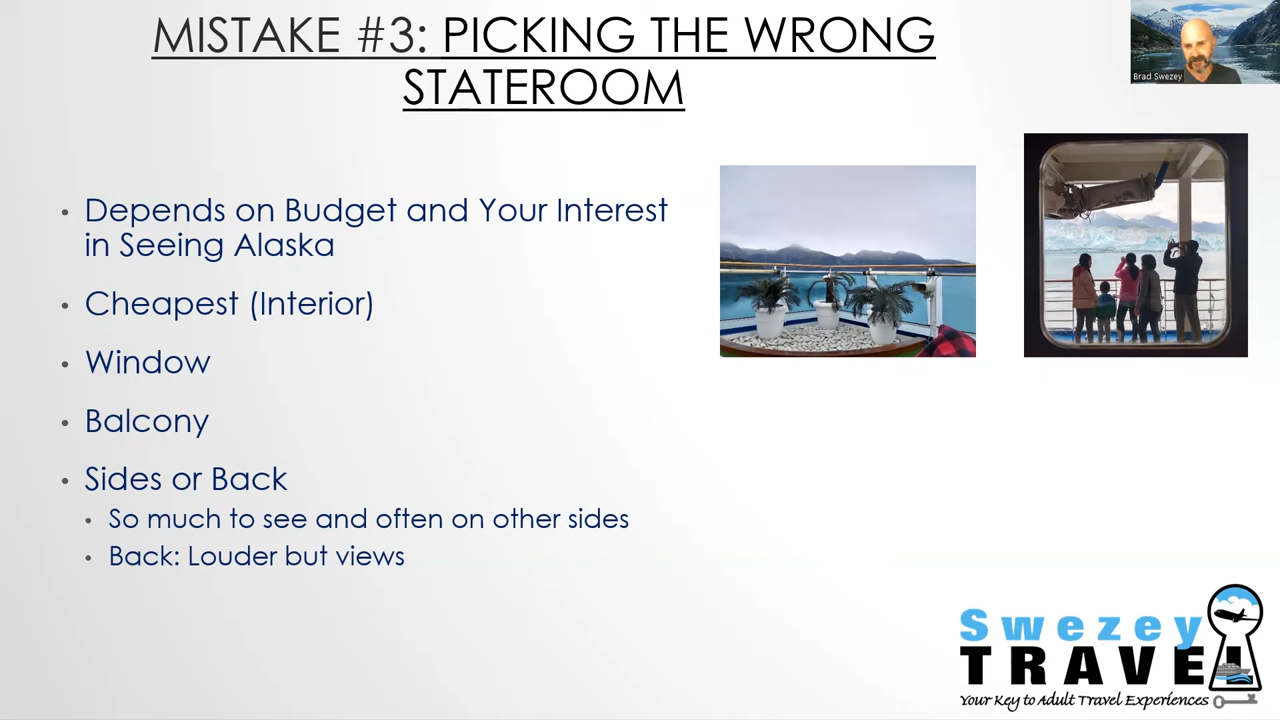 MISTAKE #3: PICKING THE WRONG
STATEROOM
Brad Swezey
Depends on Budget and Your Interest
in Seeing Alaska
Cheapest (Interior)
Window
Balcony
Sides or Back
So much to see and often on other sides
Back: Louder but views
Swezey
TRAVEL
Your Key to Adult Travel Experiences